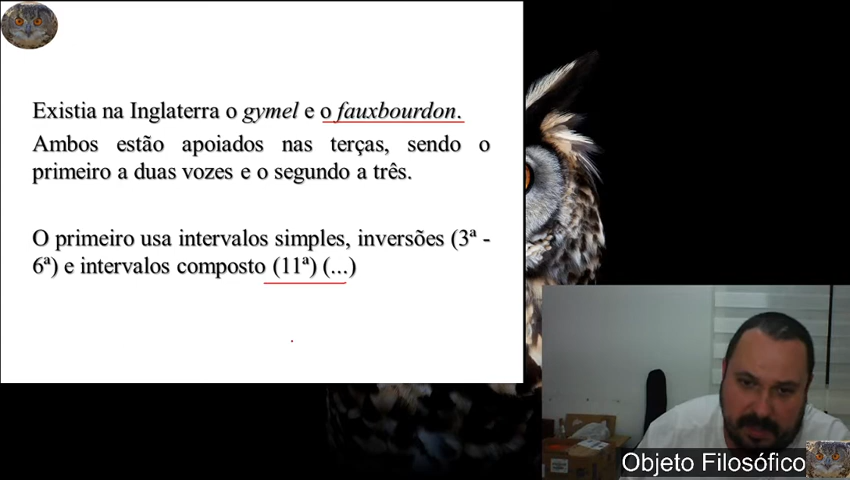 Existia na Inglaterra o gymel e o fauxbourdon.
Ambos estão apoiados nas terças, sendo o
primeiro a duas vozes e o segundo a três.
O primeiro usa intervalos simples, inversões (3ª -
6ª) e intervalos composto (11ª) (...)
Objeto Filosófico